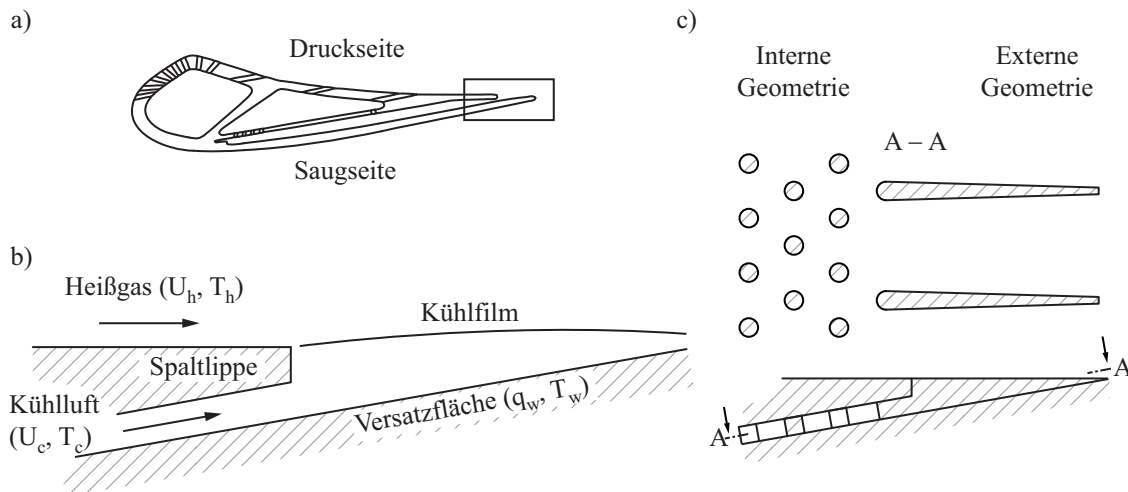 a)
Druckseite
Saugseite
b)
Heißgas (U_h, T_h)
Kühlfilm
Spaltlippe
Kühlluft
(U_c, T_c)
Versatzfläche (q_w, T_w)
c)
Interne
Geometrie
Externe
Geometrie
A – A
A
A